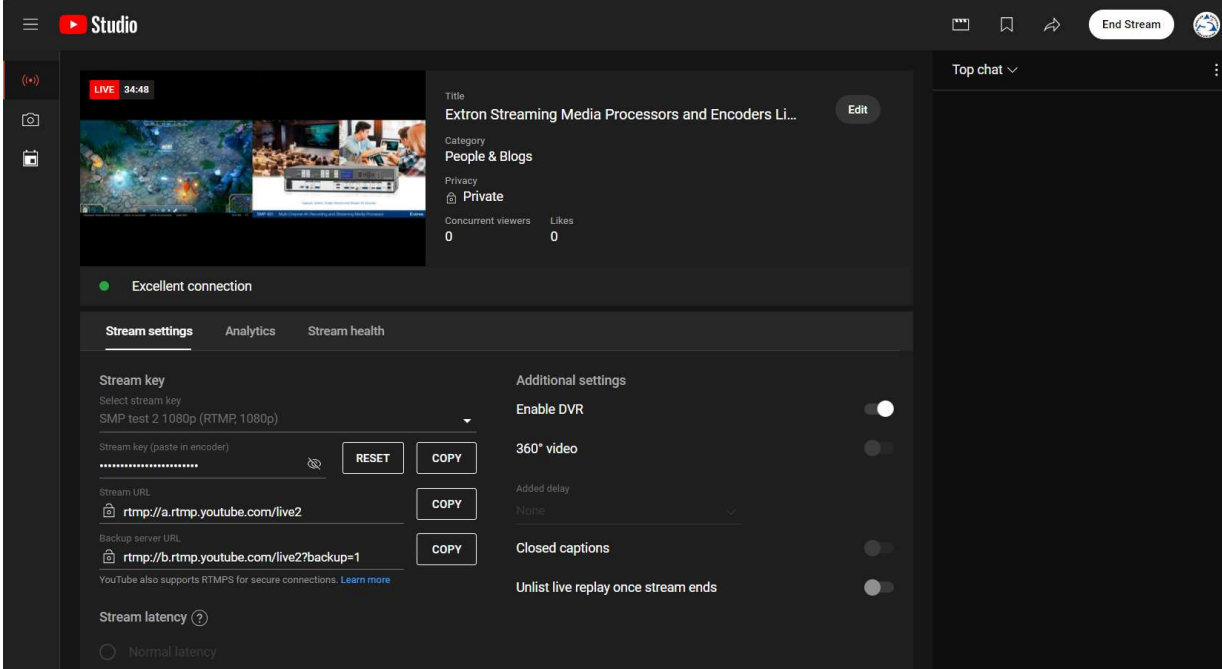 Studio
End Stream
LIVE 34:48
Title
Extron Streaming Media Processors and Encoders Li...
Edit
Category
People & Blogs
Privacy
Private
Concurrent viewers Likes
0 0
Excellent connection
Top chat
Stream settings Analytics Stream health
Stream key
Select stream key
SMP test 2 1080p (RTMP, 1080p)
Stream key (paste in encoder)
••••••••••••••••••••••••
RESET
COPY
Stream URL
rtmp://a.rtmp.youtube.com/live2
COPY
Backup server URL
rtmp://b.rtmp.youtube.com/live2?backup=1
COPY
YouTube also supports RTMPS for secure connections. Learn more
Stream latency ?
Normal latency
Additional settings
Enable DVR
360° video
Added delay
None
Closed captions
Unlist live replay once stream ends